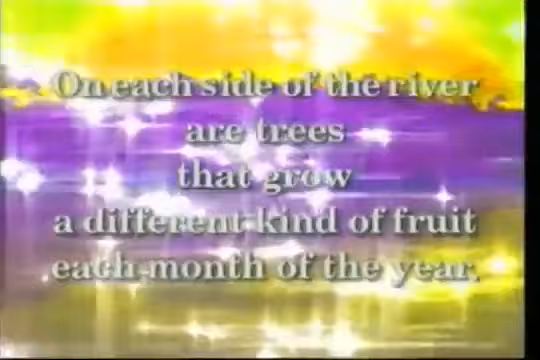 On each side of the river
are trees
that grow
a different kind of fruit
each month of the year.